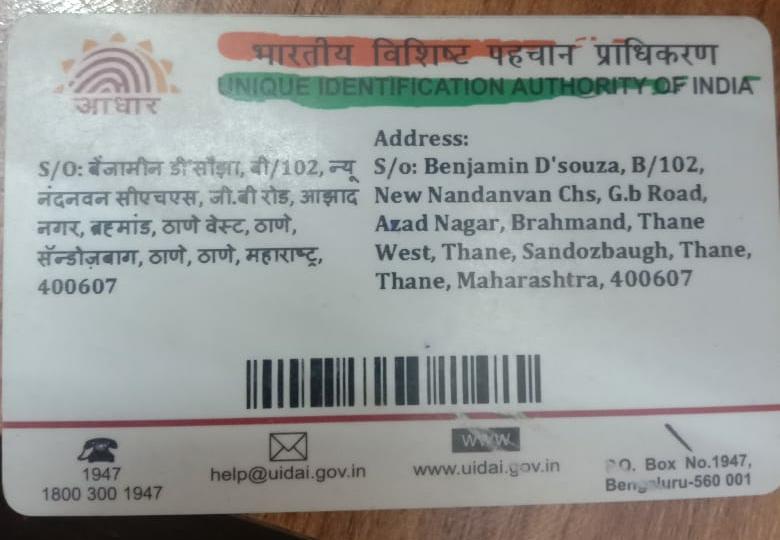 भारतीय विशिष्ट पहचान प्राधिकरण
UNIQUE IDENTIFICATION AUTHORITY OF INDIA
आधार
S/O: बेंजामीन डी'सौझा, बी/102, न्यू
नंदनवन सीएचएस, जी.बी रोड, आझाद
नगर, ब्रह्मांड, ठाणे वेस्ट, ठाणे,
सॅन्डोज़बाग, ठाणे, ठाणे, महाराष्ट्र,
400607
Address:
S/o: Benjamin D'souza, B/102,
New Nandanvan Chs, G.b Road,
Azad Nagar, Brahmand, Thane
West, Thane, Sandozbaugh, Thane,
Thane, Maharashtra, 400607
1947
1800 300 1947
help@uidai.gov.in
www
www.uidai.gov.in
P.O. Box No.1947,
Bengaluru-560 001